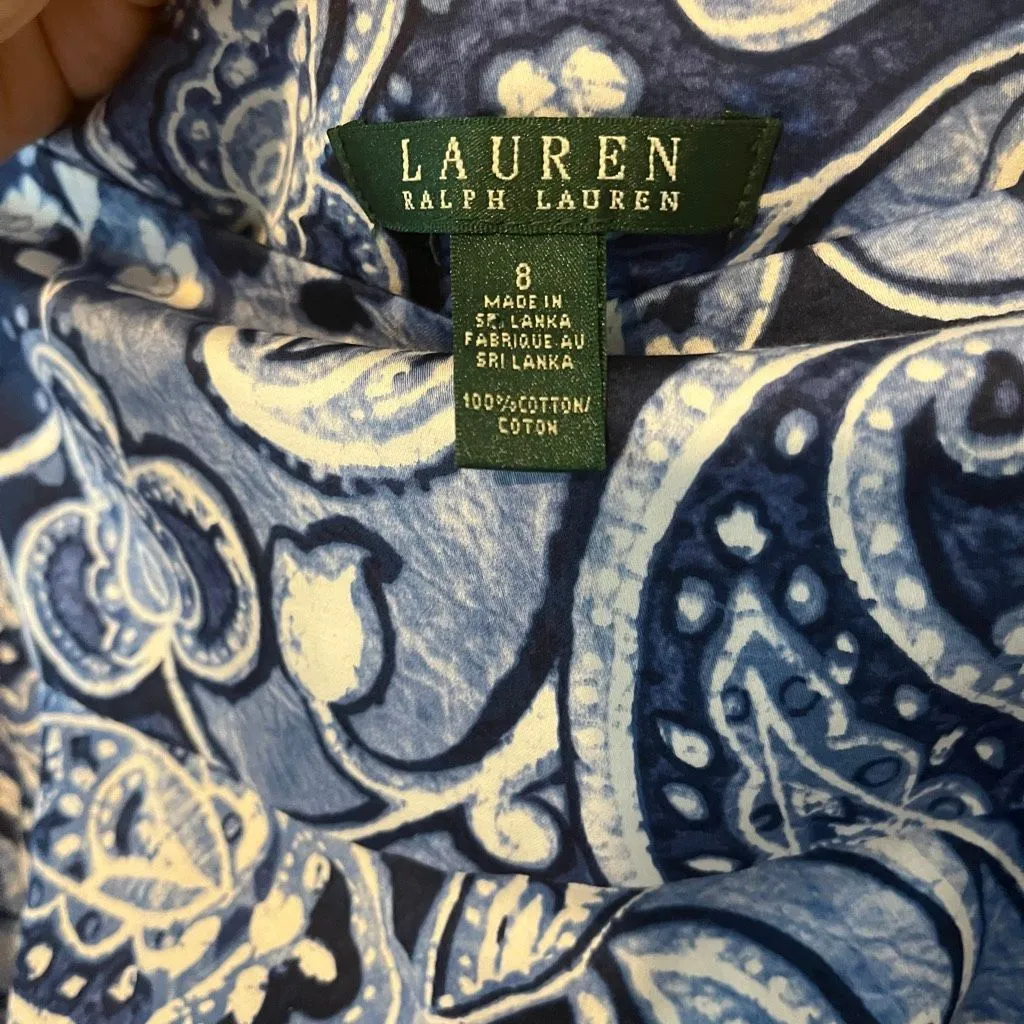 LAUREN
RALPH LAUREN
8
MADE IN
SRI LANKA
FABRIQUE AU
SRI LANKA
100% COTTON/
COTON